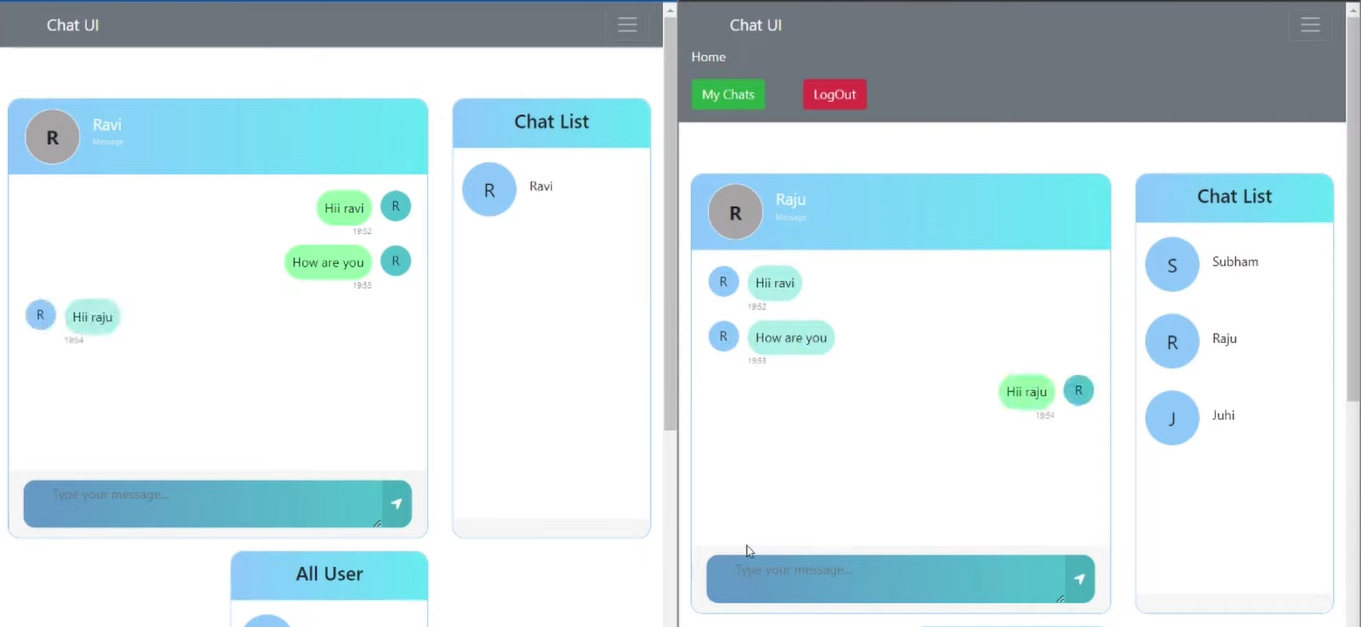 Chat UI
Home
My Chats
LogOut
R
Ravi
Message
Hii ravi
R
19:52
How are you
R
19:53
R
Hii raju
19:54
Type your message...
Chat List
R
Ravi
All User
Chat UI
R
Raju
Message
R
Hii ravi
19:52
R
How are you
19:53
Hii raju
R
19:54
Type your message...
Chat List
S
Subham
R
Raju
J
Juhi